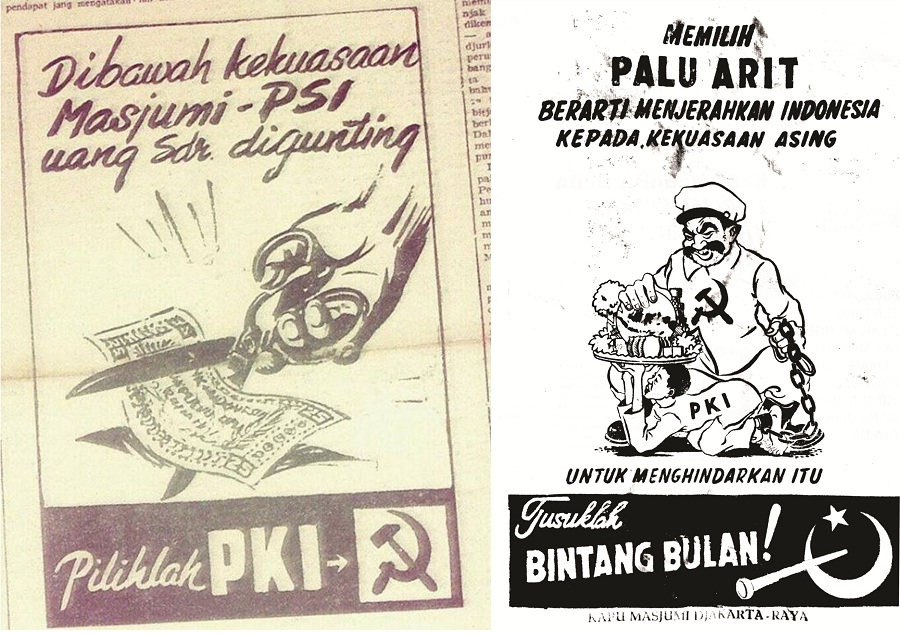 pendapat jang mengatakan
Dibawah kekuasaan
Masjumi-PSI
uang Sdr. digunting
Pilihlah PKI
MEMILIH
PALU ARIT
BERARTI MENJERAHKAN INDONESIA
KEPADA KEKUASAAN ASING
PKI
UNTUK MENGHINDARKAN ITU
Tusuklah
BINTANG BULAN!
KAPU MASJUMI DJAKARTA-RAYA